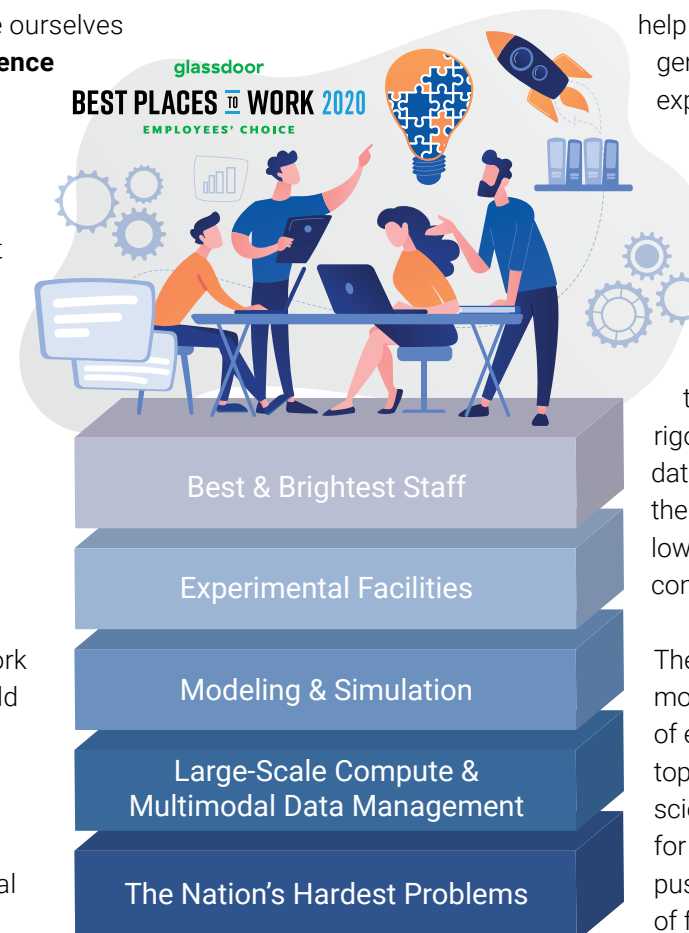 e ourselves
ence
t
ork
ld
al
glassdoor
BEST PLACES TO WORK 2020
EMPLOYEES' CHOICE
Best & Brightest Staff
Experimental Facilities
Modeling & Simulation
Large-Scale Compute &
Multimodal Data Management
The Nation's Hardest Problems
help
gen
exp
t
rigo
dat
the
low
con
The
mo
of e
top
scie
for
pus
of f